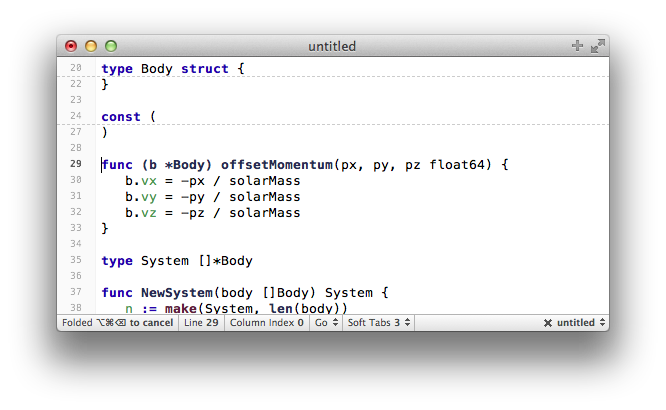 untitled
20 type Body struct {
22 }
23
24 const (
27 )
28
29 func (b *Body) offsetMomentum(px, py, pz float64) {
30 b.vx = -px / solarMass
31 b.vy = -py / solarMass
32 b.vz = -pz / solarMass
33 }
34
35 type System []*Body
36
37 func NewSystem(body []Body) System {
38 n := make(System, len(body))
Folded ⌥⌘⌫ to cancel Line 29 Column Index 0 Go Soft Tabs 3 untitled